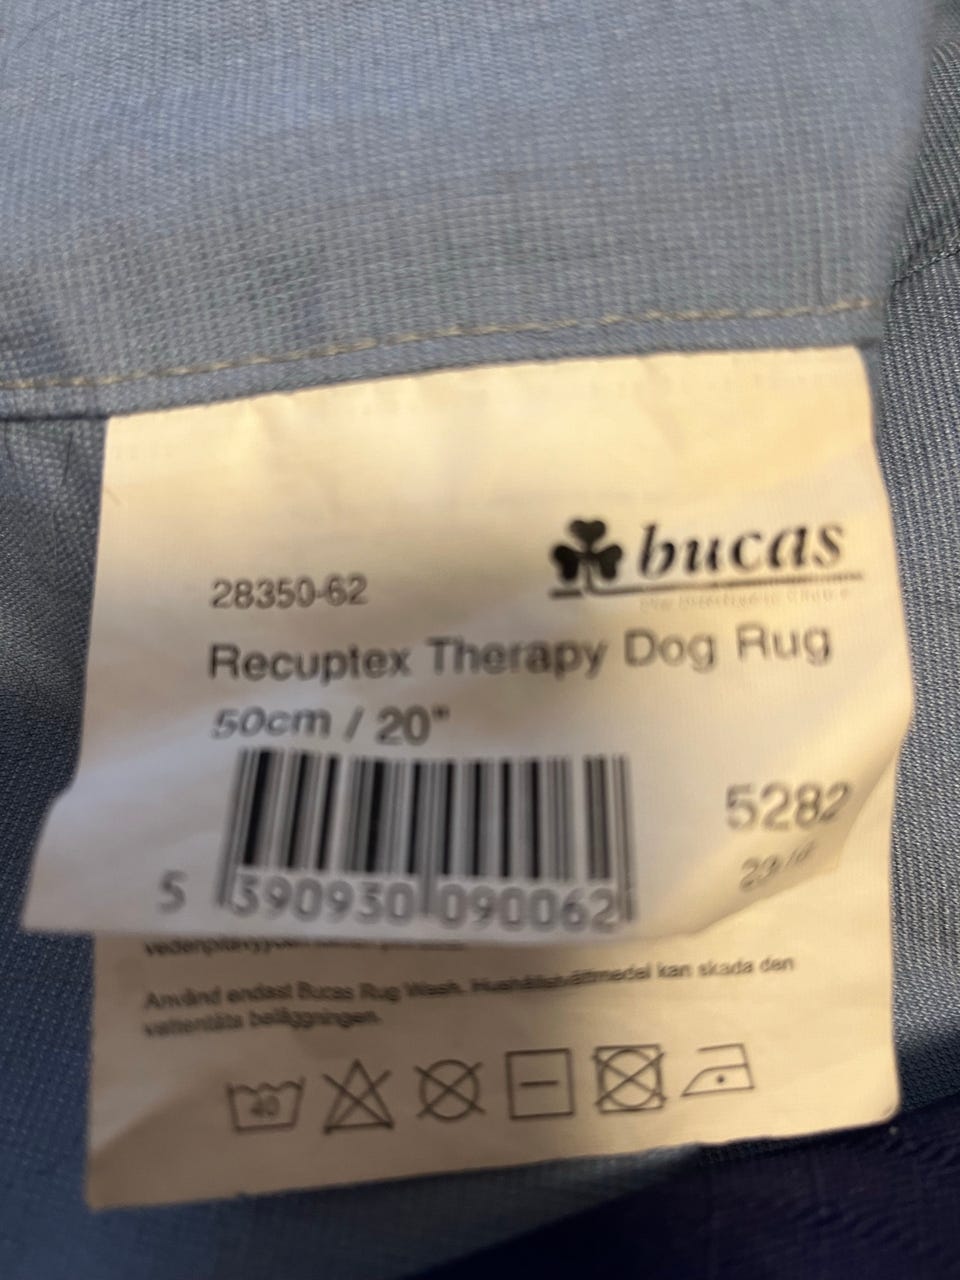 bucas
28350-62
Recuptex Therapy Dog Rug
50cm / 20"
5282
5 390930 090062
Använd endast Bucas Rug Wash. Hushållstvättmedel kan skada den
vattentäta beläggningen.
40